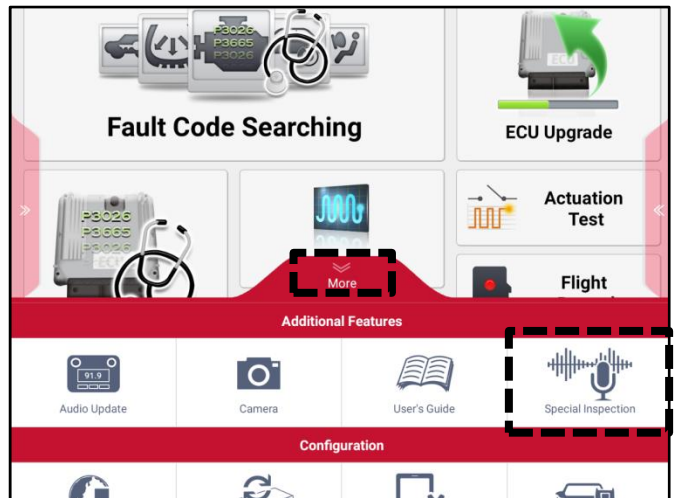 P3026
P3665
P3026
Fault Code Searching
ECU
ECU Upgrade
P3026
P3665
P3026
ECU
Actuation
Test
Flight
More
Additional Features
91.9
Audio Update
Camera
User's Guide
Special Inspection
Configuration